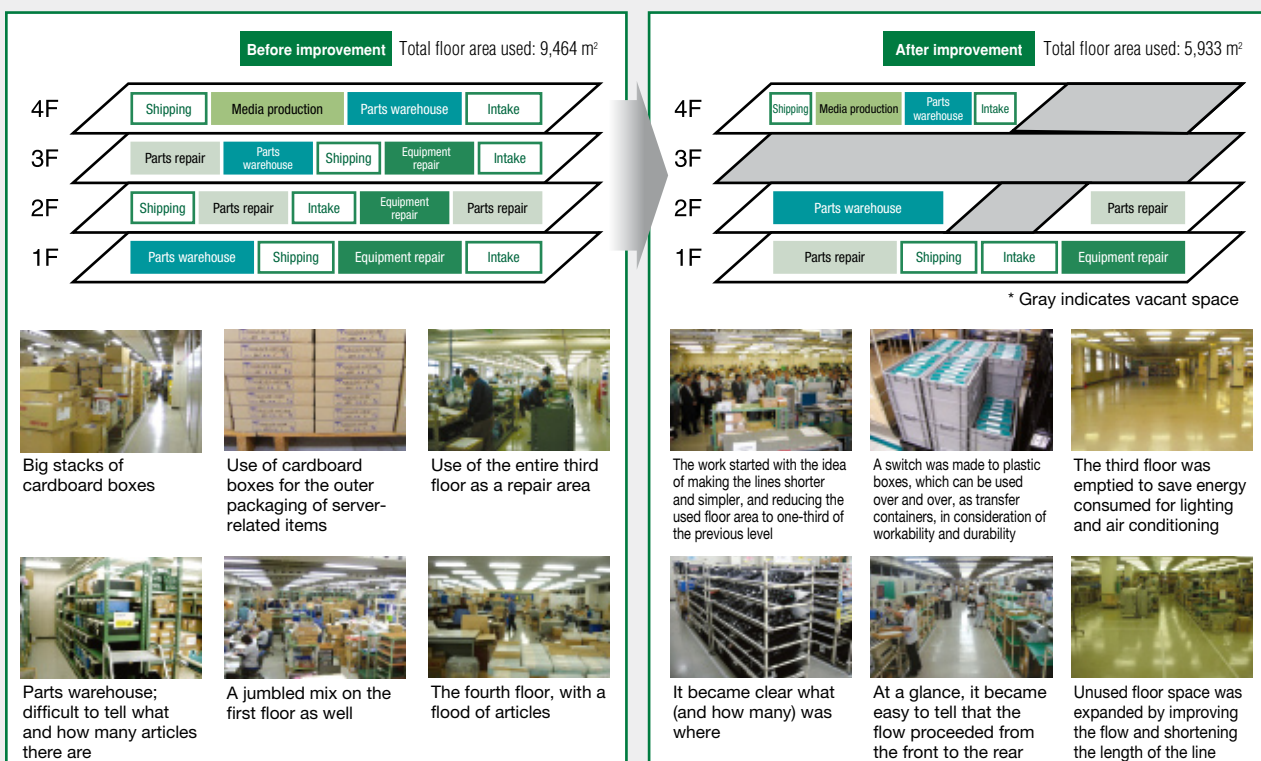 Before improvement Total floor area used: 9,464 m²
4F Shipping Media production Parts warehouse Intake
3F Parts repair Parts warehouse Shipping Equipment repair Intake
2F Shipping Parts repair Intake Equipment repair Parts repair
1F Parts warehouse Shipping Equipment repair Intake
Big stacks of
cardboard boxes
Use of cardboard
boxes for the outer
packaging of server-
related items
Use of the entire third
floor as a repair area
Parts warehouse;
difficult to tell what
and how many articles
there are
A jumbled mix on the
first floor as well
The fourth floor, with a
flood of articles
After improvement Total floor area used: 5,933 m²
4F Shipping Media production Parts warehouse Intake
3F
2F Parts warehouse Parts repair
1F Parts repair Shipping Intake Equipment repair
* Gray indicates vacant space
The work started with the idea
of making the lines shorter
and simpler, and reducing the
used floor area to one-third of
the previous level
A switch was made to plastic
boxes, which can be used
over and over, as transfer
containers, in consideration of
workability and durability
The third floor was
emptied to save energy
consumed for lighting
and air conditioning
It became clear what
(and how many) was
where
At a glance, it became
easy to tell that the
flow proceeded from
the front to the rear
Unused floor space was
expanded by improving
the flow and shortening
the length of the line